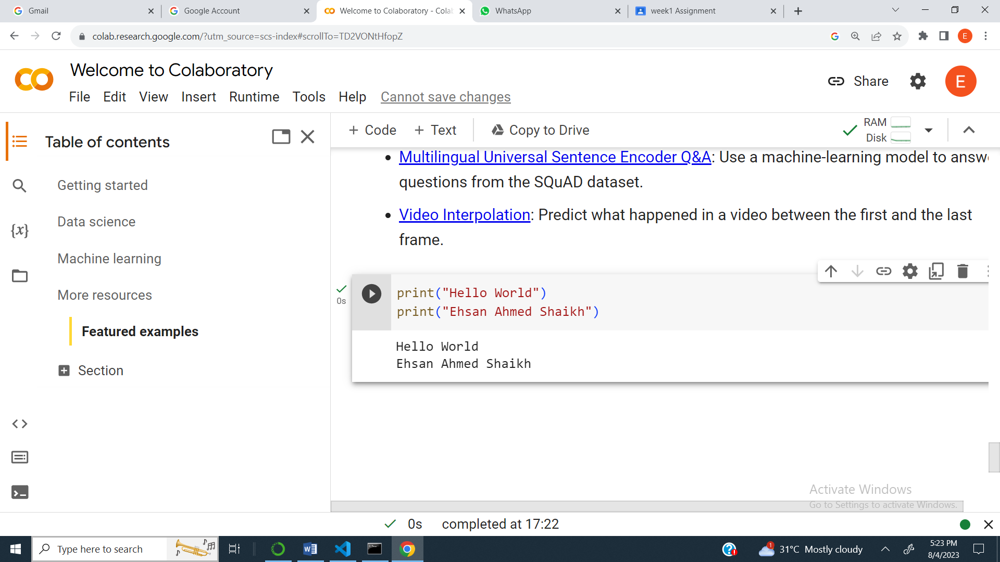 Gmail
Google Account
Welcome to Colaboratory - Colab
WhatsApp
week1 Assignment
colab.research.google.com/?utm_source=scs-index#scrollTo=TD2VONtHfopZ
E
Welcome to Colaboratory
File Edit View Insert Runtime Tools Help Cannot save changes
Share
E
Table of contents
Getting started
Data science
Machine learning
More resources
Featured examples
Section
+ Code + Text Copy to Drive
RAM
Disk
Multilingual Universal Sentence Encoder Q&A: Use a machine-learning model to answ
questions from the SQuAD dataset.
Video Interpolation: Predict what happened in a video between the first and the last
frame.
0s
print("Hello World")
print("Ehsan Ahmed Shaikh")
Hello World
Ehsan Ahmed Shaikh
Activate Windows
Go to Settings to activate Windows.
0s completed at 17:22
Type here to search
1
31°C Mostly cloudy
5:23 PM
8/4/2023